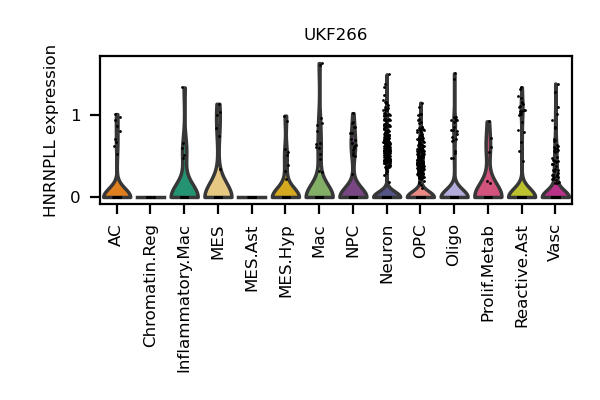 UKF266
HNRNPLL expression
1
0
AC
Chromatin.Reg
Inflammatory.Mac
MES
MES.Ast
MES.Hyp
Mac
NPC
Neuron
OPC
Oligo
Prolif.Metab
Reactive.Ast
Vasc